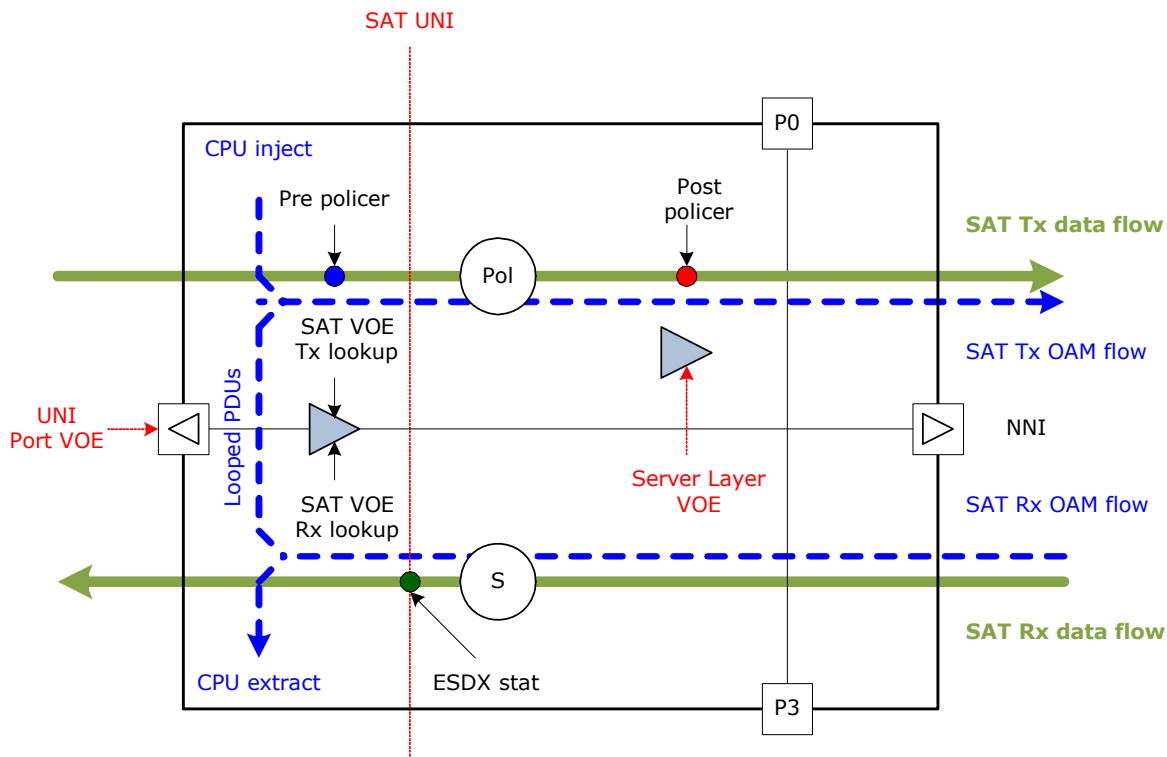 SAT UNI
P0
CPU inject
Pre policer
Post
policer
SAT Tx data flow
Pol
SAT VOE
Tx lookup
SAT Tx OAM flow
Looped PDUs
UNI
Port VOE
NNI
Server Layer
VOE
SAT VOE
Rx lookup
SAT Rx OAM flow
S
SAT Rx data flow
CPU extract
ESDX stat
P3